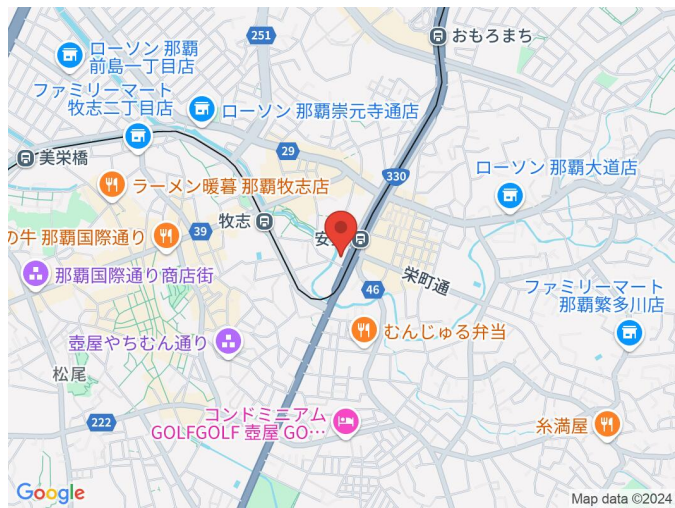 251
おもろまち
ローソン 那覇
前島一丁目店
ファミリーマート
牧志二丁目店
ローソン 那覇崇元寺通店
美栄橋
29
330
ローソン 那覇大道店
ラーメン暖暮 那覇牧志店
の牛 那覇国際通り
39
牧志
安
那覇国際通り商店街
栄町通
46
ファミリーマート
那覇繁多川店
むんじゅる弁当
壺屋やちむん通り
松尾
222
コンドミニアム
GOLFGOLF 壺屋 GO…
糸満屋
Google
Map data ©2024